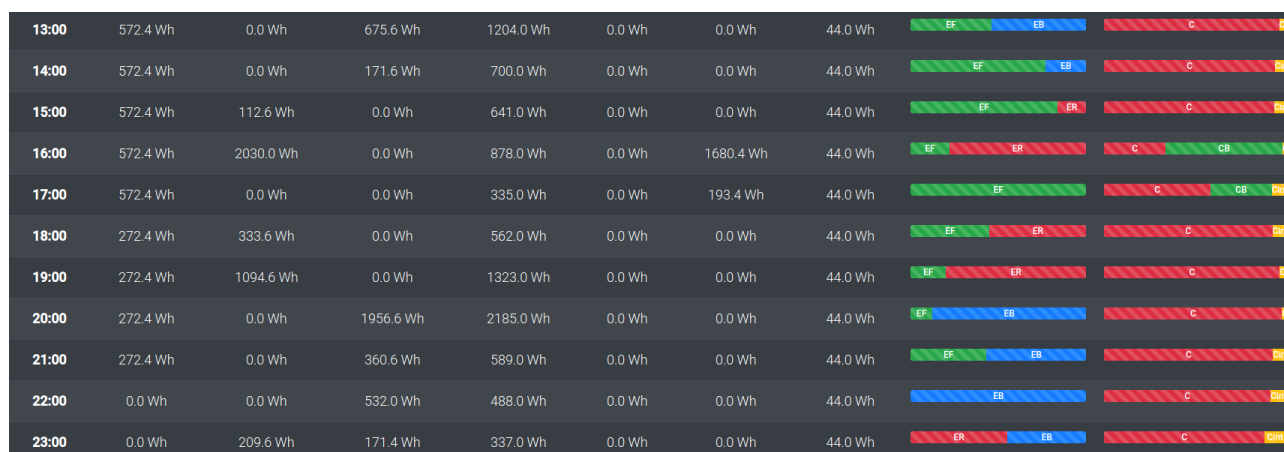 13:00 572.4 Wh 0.0 Wh 675.6 Wh 1204.0 Wh 0.0 Wh 0.0 Wh 44.0 Wh EF EB C
14:00 572.4 Wh 0.0 Wh 171.6 Wh 700.0 Wh 0.0 Wh 0.0 Wh 44.0 Wh EF EB C
15:00 572.4 Wh 112.6 Wh 0.0 Wh 641.0 Wh 0.0 Wh 0.0 Wh 44.0 Wh EF ER C
16:00 572.4 Wh 2030.0 Wh 0.0 Wh 878.0 Wh 0.0 Wh 1680.4 Wh 44.0 Wh EF ER C CB
17:00 572.4 Wh 0.0 Wh 0.0 Wh 335.0 Wh 0.0 Wh 193.4 Wh 44.0 Wh EF C CB
18:00 272.4 Wh 333.6 Wh 0.0 Wh 562.0 Wh 0.0 Wh 0.0 Wh 44.0 Wh EF ER C
19:00 272.4 Wh 1094.6 Wh 0.0 Wh 1323.0 Wh 0.0 Wh 0.0 Wh 44.0 Wh EF ER C
20:00 272.4 Wh 0.0 Wh 1956.6 Wh 2185.0 Wh 0.0 Wh 0.0 Wh 44.0 Wh EF EB C
21:00 272.4 Wh 0.0 Wh 360.6 Wh 589.0 Wh 0.0 Wh 0.0 Wh 44.0 Wh EF EB C
22:00 0.0 Wh 0.0 Wh 532.0 Wh 488.0 Wh 0.0 Wh 0.0 Wh 44.0 Wh EB C
23:00 0.0 Wh 209.6 Wh 171.4 Wh 337.0 Wh 0.0 Wh 0.0 Wh 44.0 Wh ER EB C Cint